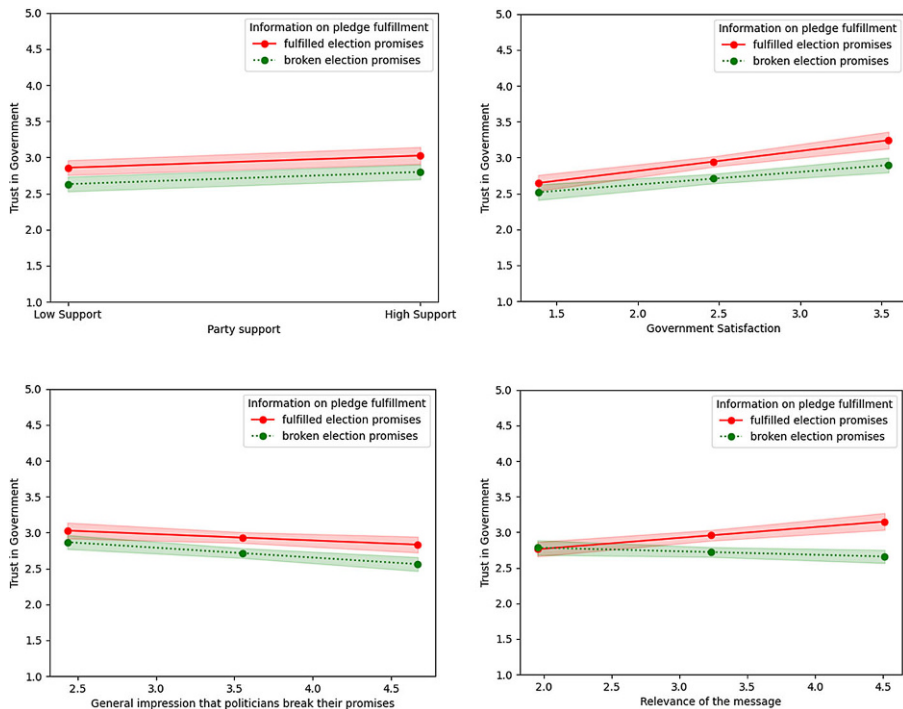 5.0
4.5
4.0
3.5
3.0
2.5
2.0
1.5
1.0
Trust in Government
Information on pledge fulfillment
fulfilled election promises
broken election promises
Low Support High Support
Party support
5.0
4.5
4.0
3.5
3.0
2.5
2.0
1.5
1.0
Trust in Government
Information on pledge fulfillment
fulfilled election promises
broken election promises
1.5 2.0 2.5 3.0 3.5
Government Satisfaction
5.0
4.5
4.0
3.5
3.0
2.5
2.0
1.5
1.0
Trust in Government
Information on pledge fulfillment
fulfilled election promises
broken election promises
2.5 3.0 3.5 4.0 4.5
General impression that politicians break their promises
5.0
4.5
4.0
3.5
3.0
2.5
2.0
1.5
1.0
Trust in Government
Information on pledge fulfillment
fulfilled election promises
broken election promises
2.0 2.5 3.0 3.5 4.0 4.5
Relevance of the message